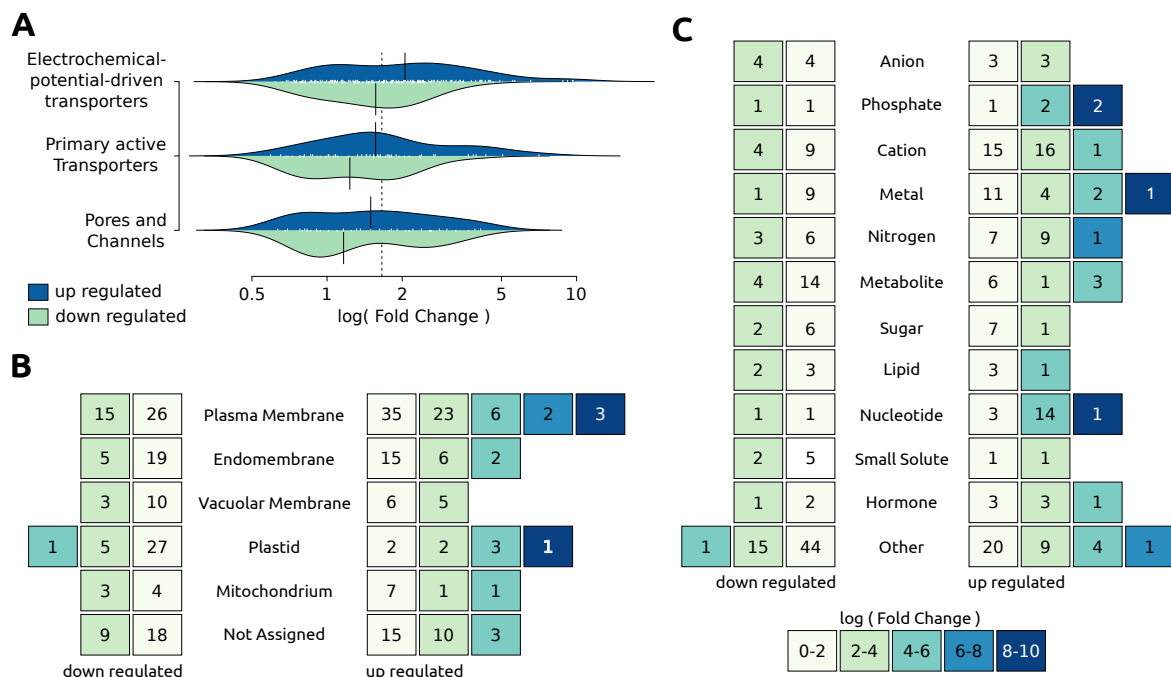 A
Electrochemical-
potential-driven
transporters
Primary active
Transporters
Pores and
Channels
0.5 1 2 5 10
log( Fold Change )
up regulated
down regulated
B
15 26 Plasma Membrane 35 23 6 2 3
5 19 Endomembrane 15 6 2
3 10 Vacuolar Membrane 6 5
1 5 27 Plastid 2 2 3 1
3 4 Mitochondrium 7 1 1
9 18 Not Assigned 15 10 3
down regulated up regulated
C
4 4 Anion 3 3
1 1 Phosphate 1 2 2
4 9 Cation 15 16 1
1 9 Metal 11 4 2 1
3 6 Nitrogen 7 9 1
4 14 Metabolite 6 1 3
2 6 Sugar 7 1
2 3 Lipid 3 1
1 1 Nucleotide 3 14 1
2 5 Small Solute 1 1
1 2 Hormone 3 3 1
1 15 44 Other 20 9 4 1
down regulated up regulated
log ( Fold Change )
0-2 2-4 4-6 6-8 8-10